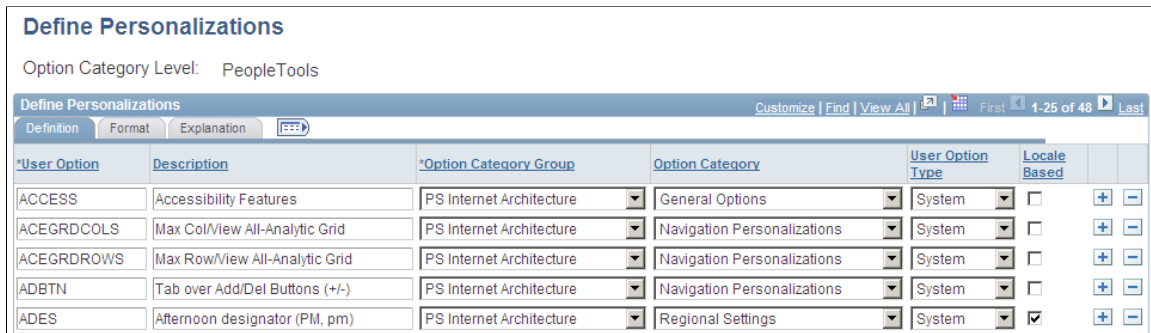 Define Personalizations
Option Category Level: PeopleTools
Define Personalizations Customize | Find | View All | | First 1-25 of 48 Last
Definition Format Explanation
*User Option Description *Option Category Group Option Category User Option Type Locale Based
ACCESS Accessibility Features PS Internet Architecture General Options System
ACEGRDCOLS Max Col/View All-Analytic Grid PS Internet Architecture Navigation Personalizations System
ACEGRDROWS Max Row/View All-Analytic Grid PS Internet Architecture Navigation Personalizations System
ADBTN Tab over Add/Del Buttons (+/-) PS Internet Architecture Navigation Personalizations System
ADES Afternoon designator (PM, pm) PS Internet Architecture Regional Settings System